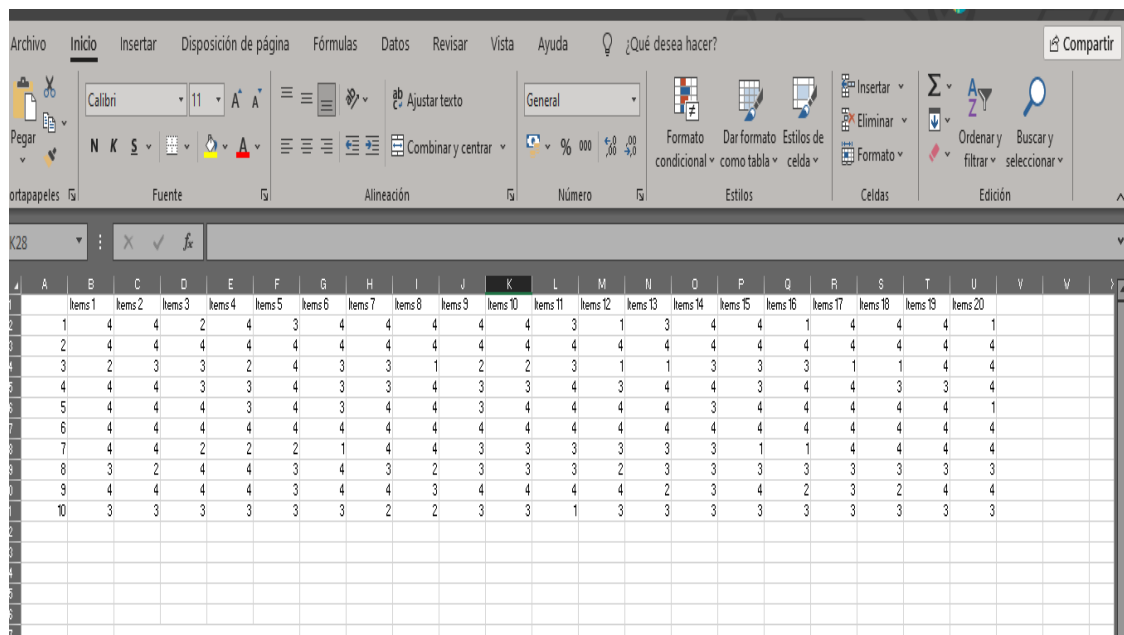 Archivo Inicio Insertar Disposición de página Fórmulas Datos Revisar Vista Ayuda ¿Qué desea hacer? Compartir
Calibri 11 A A ab Ajustar texto General Insertar Σ A
Pegar Eliminar Z
N K S A Combinar y centrar % 000 Formato condicional Dar formato como tabla Estilos de celda Formato Ordenar y filtrar Buscar y seleccionar
ortapapeles Fuente Alineación Número Estilos Celdas Edición
K28 fx
A B C D E F G H I J K L M N O P Q R S T U V
Items 1 Items 2 Items 3 Items 4 Items 5 Items 6 Items 7 Items 8 Items 9 Items 10 Items 11 Items 12 Items 13 Items 14 Items 15 Items 16 Items 17 Items 18 Items 19 Items 20
1 4 4 2 4 3 4 4 4 4 4 3 1 3 4 4 1 4 4 4 1
2 4 4 4 4 4 4 4 4 4 4 4 4 4 4 4 4 4 4 4 4
3 2 3 3 2 4 3 3 1 2 2 3 1 1 3 3 3 1 1 4 4
4 4 4 3 3 4 3 4 4 3 3 4 3 4 4 3 4 4 3 3 4
5 4 4 4 3 4 3 4 4 3 4 4 4 4 3 4 4 4 4 4 1
6 4 4 4 4 4 4 4 4 4 4 4 4 4 4 4 4 4 4 4 4
7 4 4 2 2 2 1 4 4 3 3 3 3 3 3 1 1 4 4 4 4
8 3 2 4 4 3 4 3 2 3 3 3 2 3 3 3 3 3 3 3 3
9 4 4 4 4 3 4 4 3 4 4 4 4 2 3 4 2 3 2 4 4
10 3 3 3 3 3 3 2 2 3 3 1 3 3 3 3 3 3 3 3 3